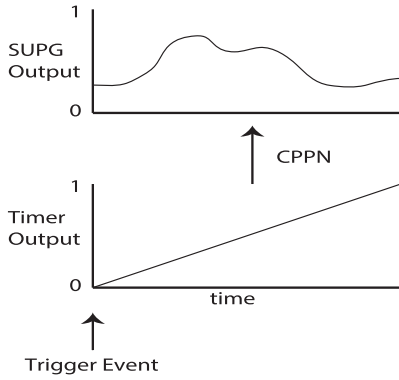 1
SUPG
Output
0
CPPN
1
Timer
Output
0
time
Trigger Event